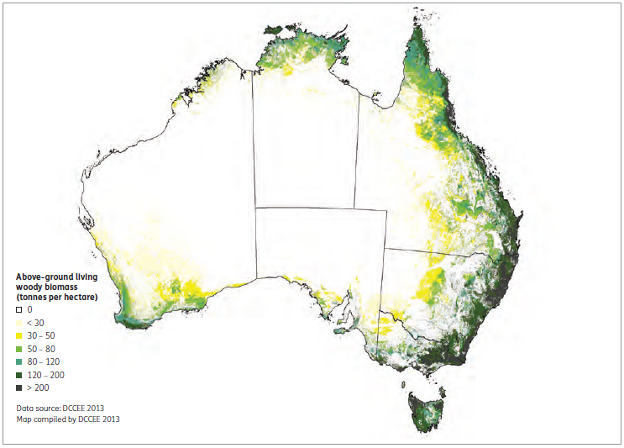 Above-ground living
woody biomass
(tonnes per hectare)
0
< 30
30 – 50
50 – 80
80 – 120
120 – 200
> 200
Data source: DCCEE 2013
Map compiled by DCCEE 2013